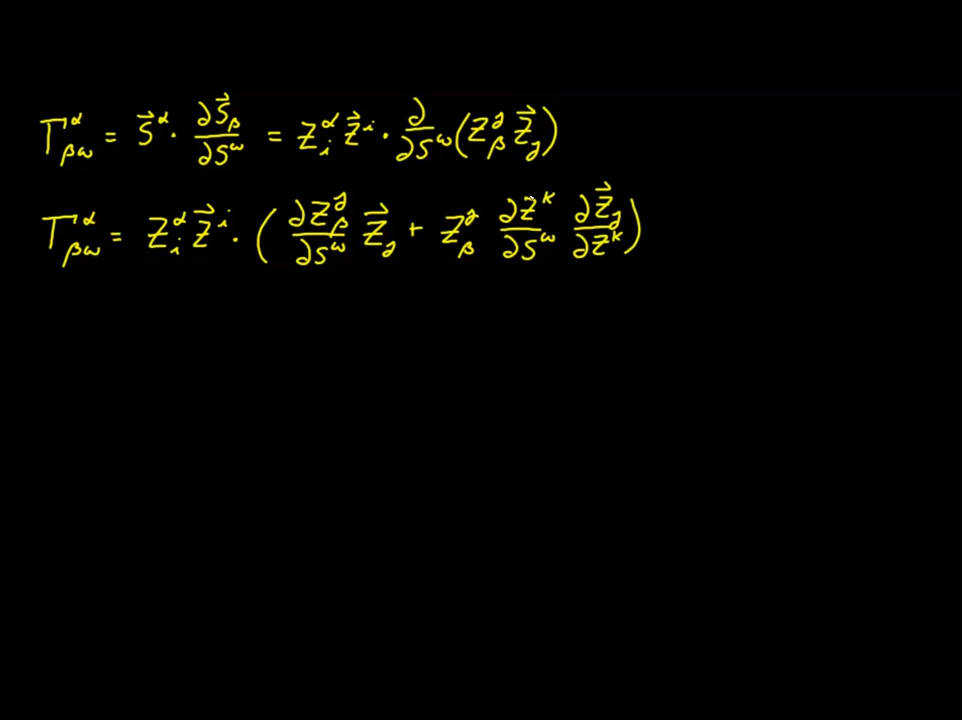 Γ^α_{βω} = S⃗^α · ∂S⃗_β/∂S^ω = Z^α_i Z⃗^i · ∂/∂S^ω (Z^j_β Z⃗_j)
Γ^α_{βω} = Z^α_i Z⃗^i · (∂Z^j_β/∂S^ω Z⃗_j + Z^j_β ∂Z^k/∂S^ω ∂Z⃗_j/∂Z^k)